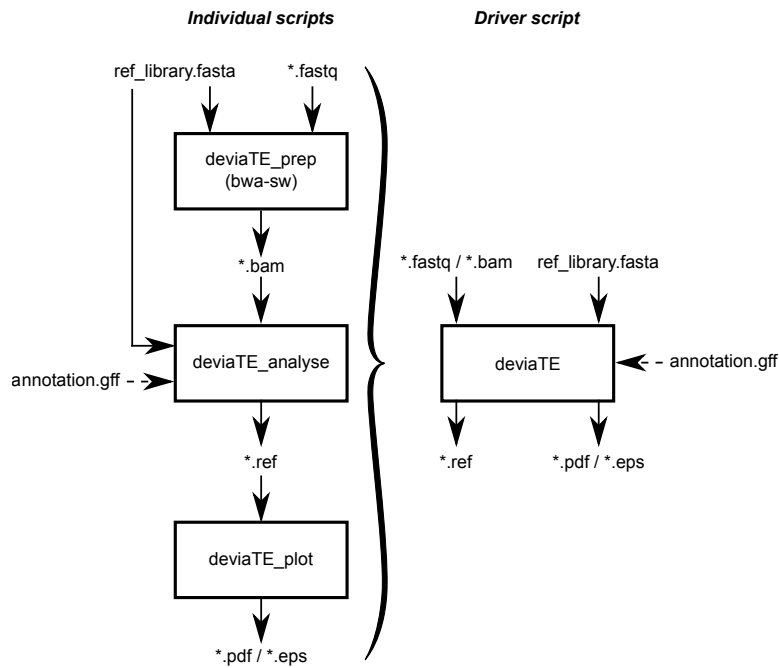 Individual scripts
Driver script
ref_library.fasta
*.fastq
deviaTE_prep
(bwa-sw)
*.bam
deviaTE_analyse
annotation.gff
*.ref
deviaTE_plot
*.pdf / *.eps
*.fastq / *.bam
ref_library.fasta
deviaTE
annotation.gff
*.ref
*.pdf / *.eps